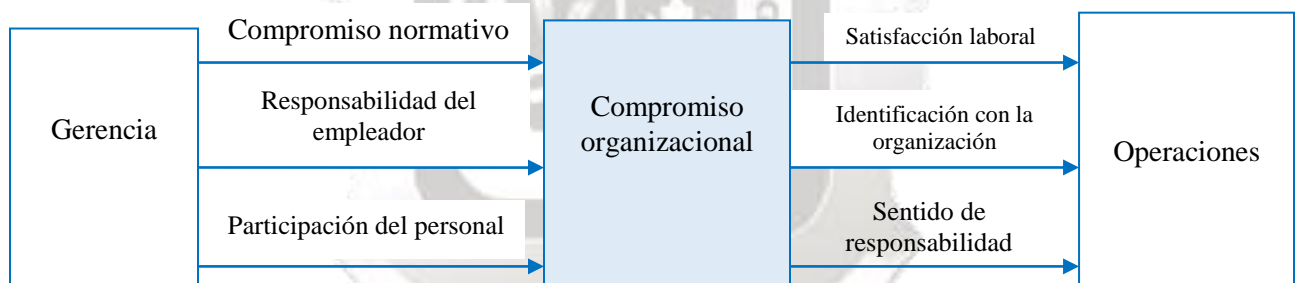 Gerencia
Compromiso normativo
Responsabilidad del
empleador
Participación del personal
Compromiso
organizacional
Satisfacción laboral
Identificación con la
organización
Sentido de
responsabilidad
Operaciones